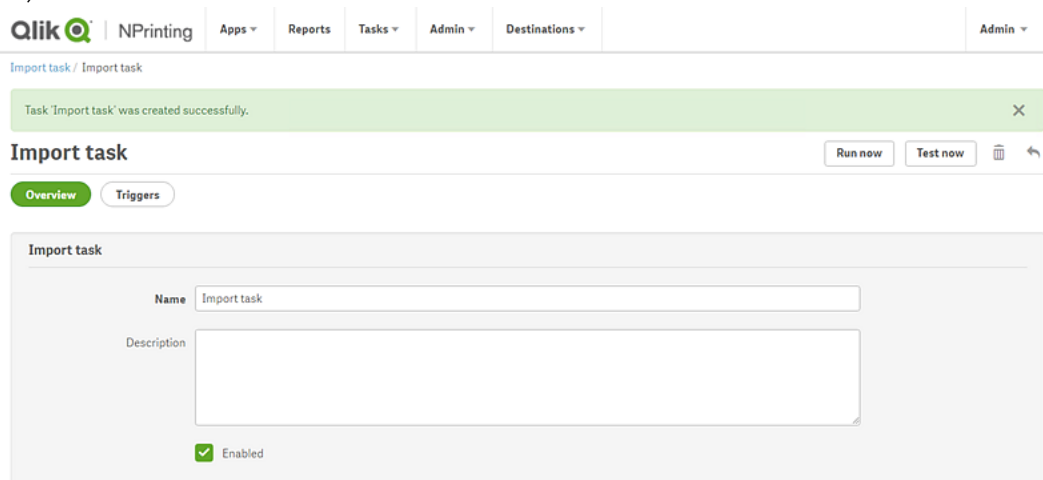 Qlik NPrinting Apps Reports Tasks Admin Destinations Admin
Import task / Import task
Task 'Import task' was created successfully.
Import task Run now Test now
Overview Triggers
Import task
Name Import task
Description
Enabled